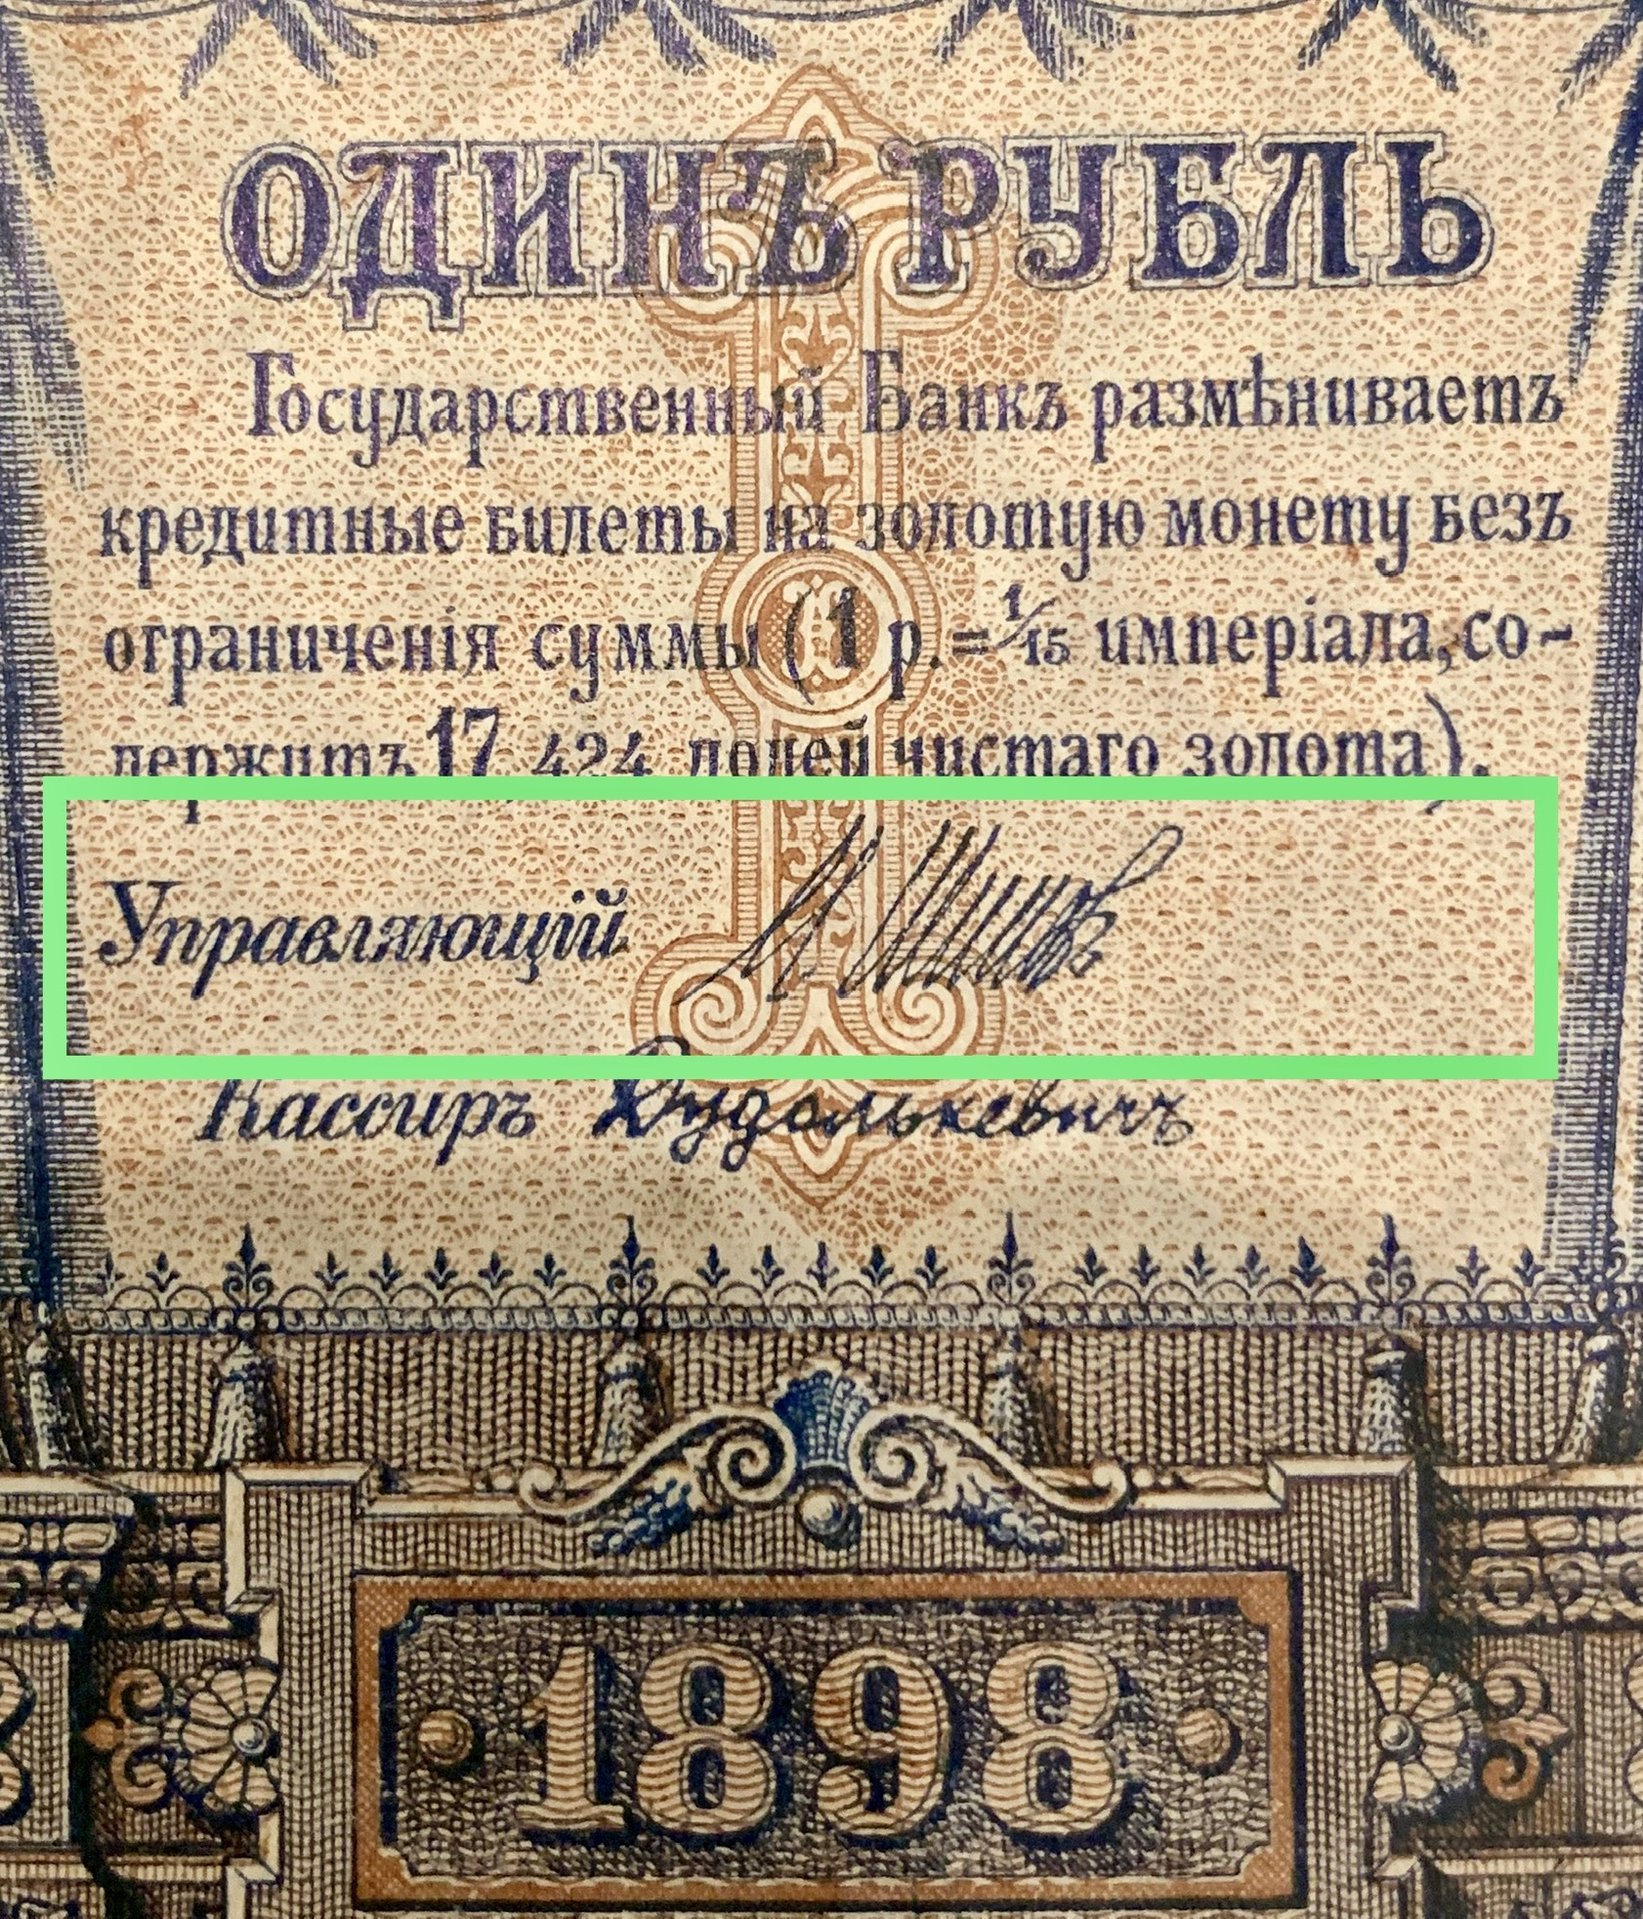 ОДИНЪ РУБЛЬ
Государственный Банкъ размѣниваетъ
кредитные билеты на золотую монету безъ
ограниченія суммы (1 р. = 1/15 имперіала, со-
держитъ 17,424 долей чистаго золота).
Управляющій И. Шипов
Кассиръ
1898